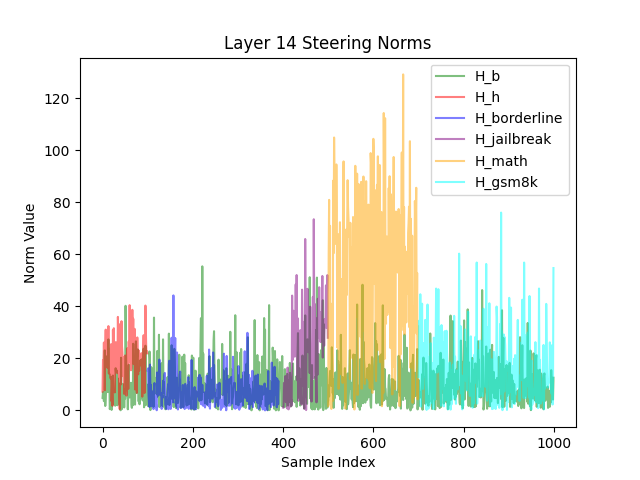 Layer 14 Steering Norms
H_b
H_h
H_borderline
H_jailbreak
H_math
H_gsm8k
120
100
80
60
40
20
0
Norm Value
0 200 400 600 800 1000
Sample Index